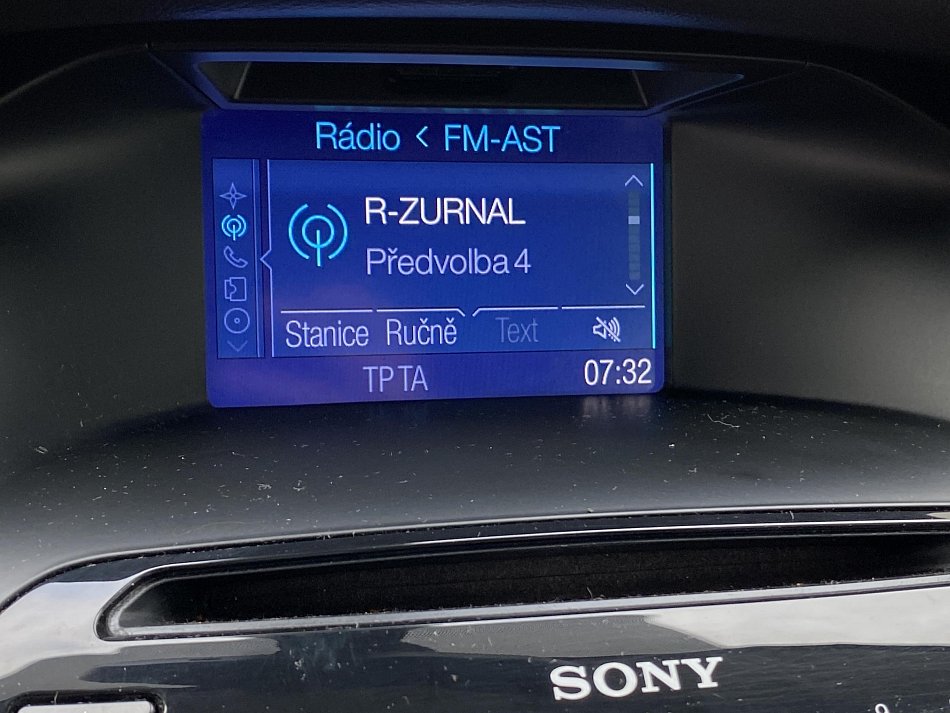 Rádio < FM-AST
R-ZURNAL
Předvolba 4
Stanice Ručně Text
TP TA 07:32
SONY